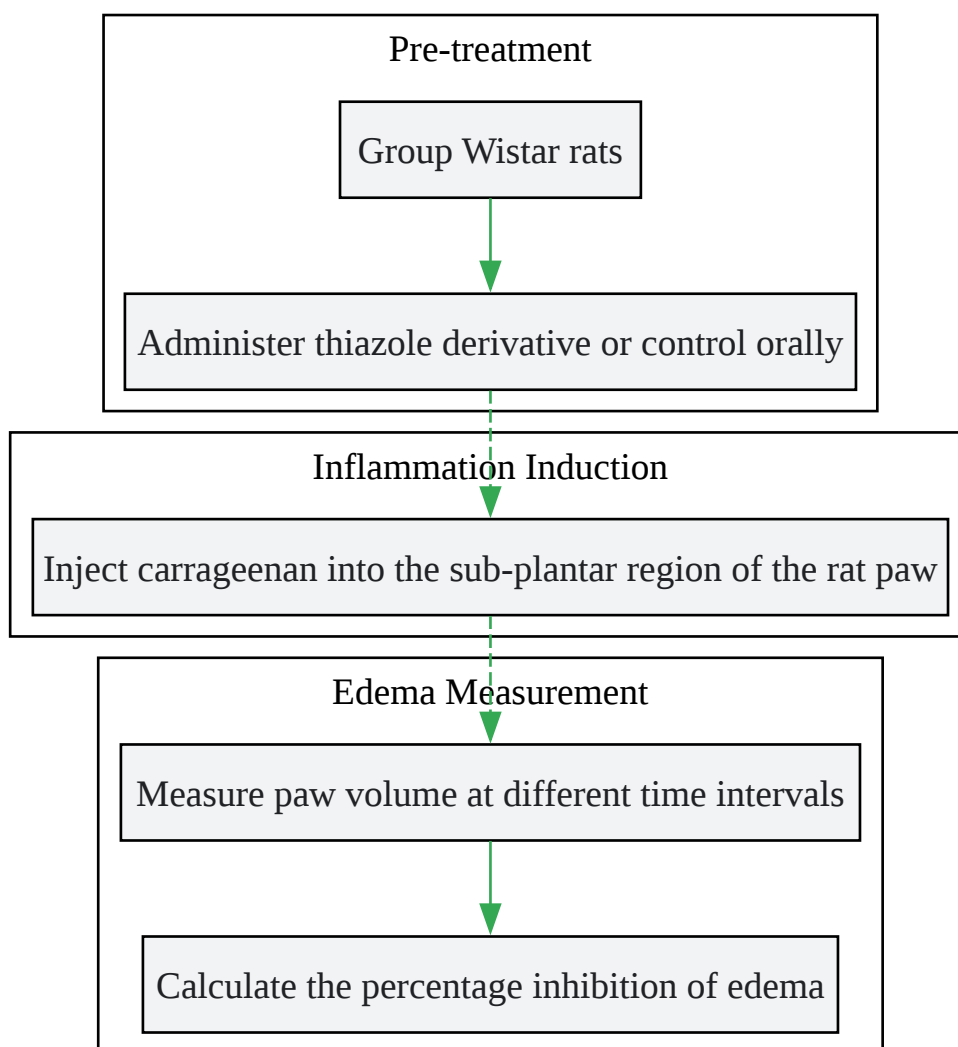 Pre-treatment
Group Wistar rats
Administer thiazole derivative or control orally
Inflammation Induction
Inject carrageenan into the sub-plantar region of the rat paw
Edema Measurement
Measure paw volume at different time intervals
Calculate the percentage inhibition of edema